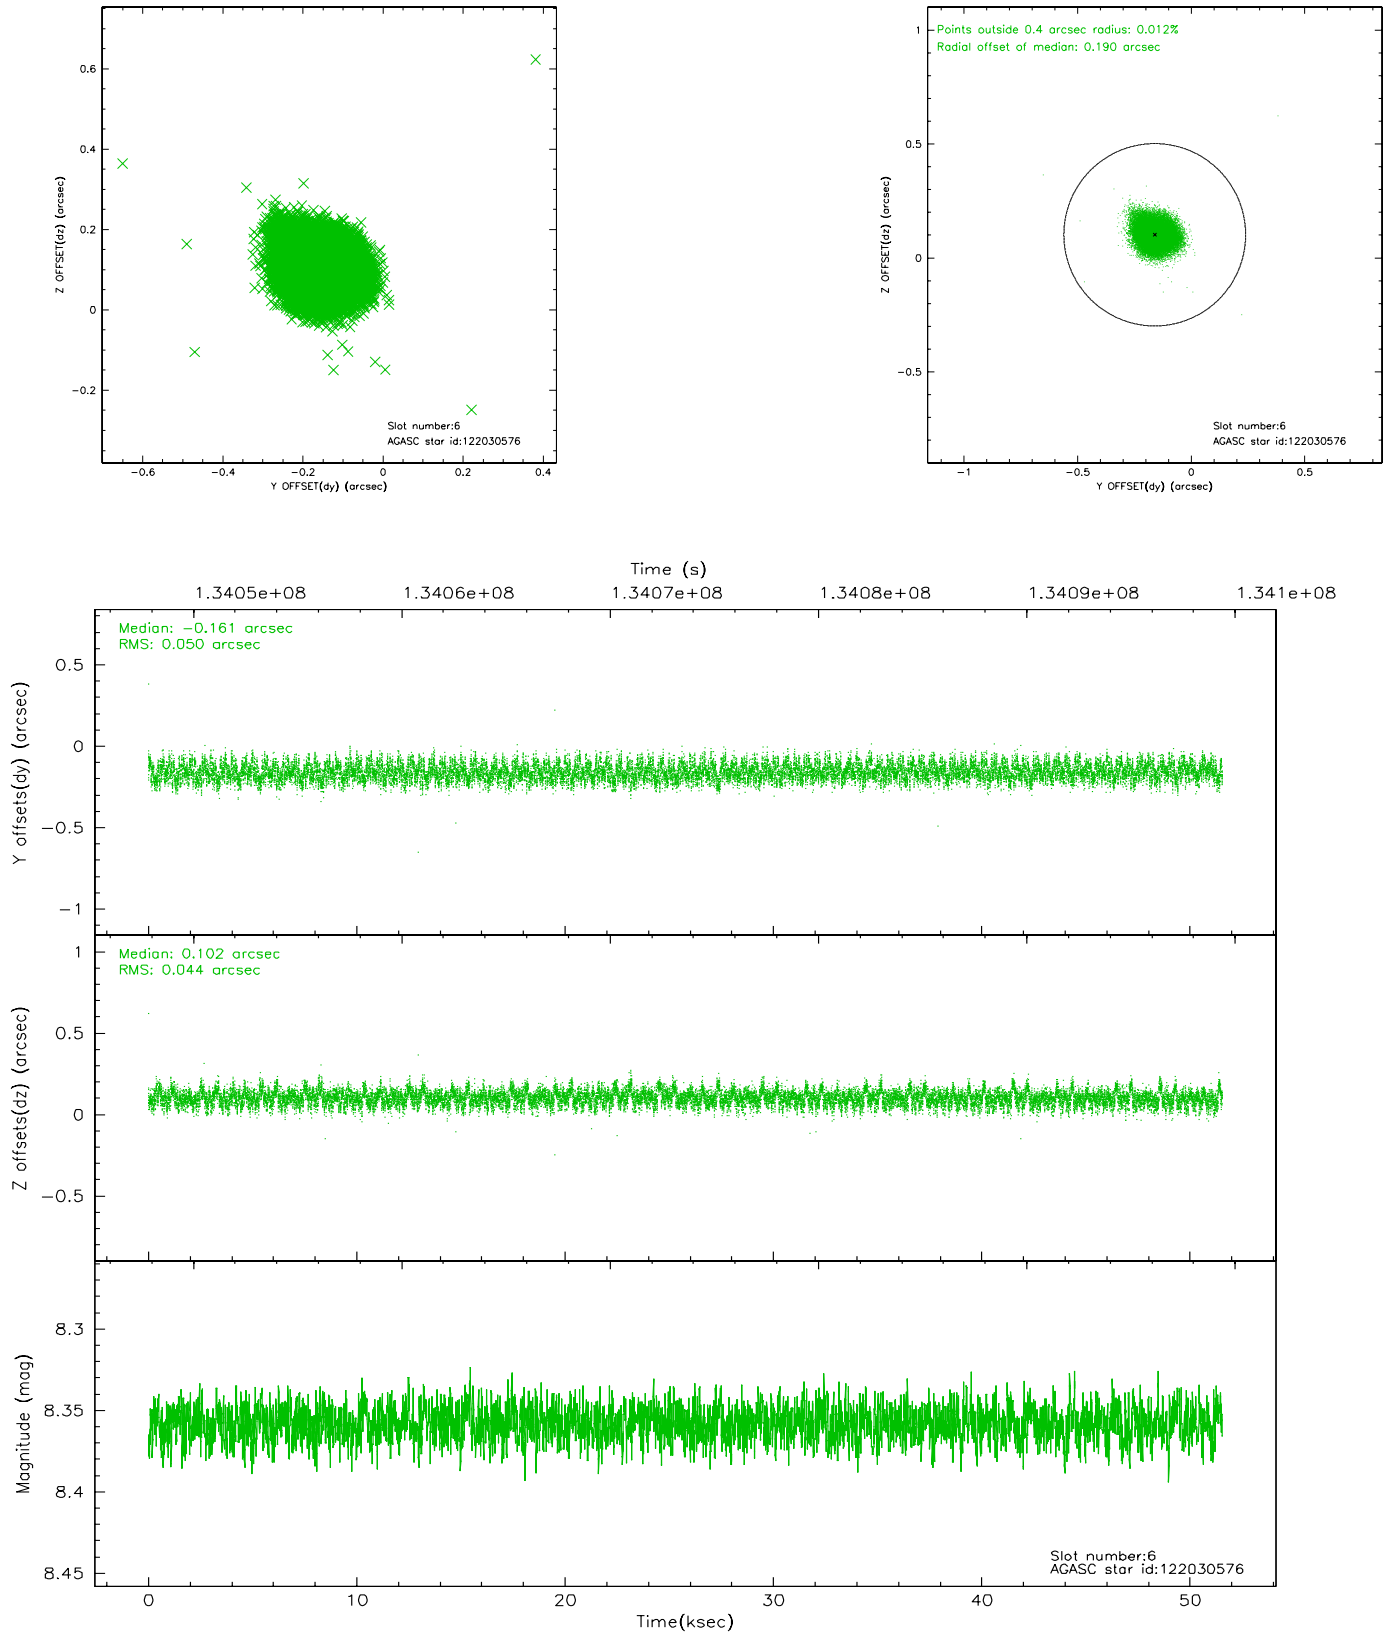 0.6
0.4
0.2
0
−0.2
Z OFFSET(dz) (arcsec)
Slot number:6
AGASC star id:122030576
−0.6 −0.4 −0.2 0 0.2 0.4
Y OFFSET(dy) (arcsec)
Points outside 0.4 arcsec radius: 0.012%
Radial offset of median: 0.190 arcsec
1
0.5
0
−0.5
Z OFFSET(dz) (arcsec)
Slot number:6
AGASC star id:122030576
−1 −0.5 0 0.5
Y OFFSET(dy) (arcsec)
Time (s)
1.3405e+08 1.3406e+08 1.3407e+08 1.3408e+08 1.3409e+08 1.341e+08
Median: −0.161 arcsec
RMS: 0.050 arcsec
0.5
0
−0.5
−1
Y offsets(dy) (arcsec)
Median: 0.102 arcsec
RMS: 0.044 arcsec
1
0.5
0
−0.5
Z offsets(dz) (arcsec)
8.3
8.35
8.4
8.45
Magnitude (mag)
Slot number:6
AGASC star id:122030576
0 10 20 30 40 50
Time(ksec)